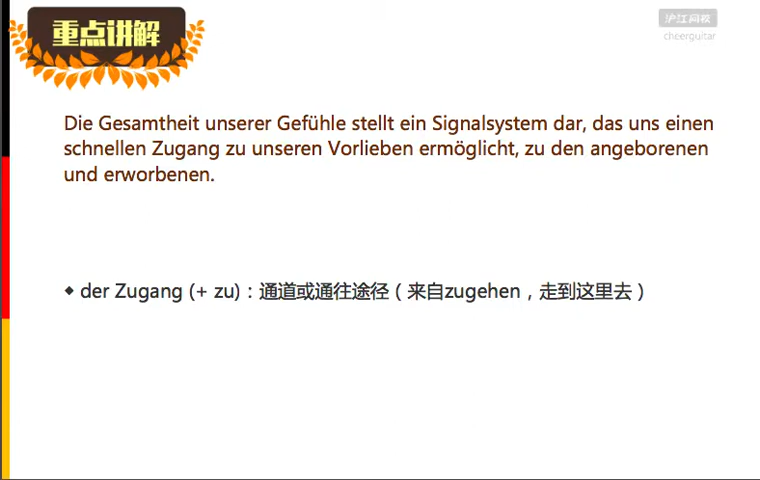 重点讲解
沪江网校
cheerguitar
Die Gesamtheit unserer Gefühle stellt ein Signalsystem dar, das uns einen
schnellen Zugang zu unseren Vorlieben ermöglicht, zu den angeborenen
und erworbenen.
◆ der Zugang (+ zu)：通道或通往途径（来自zugehen，走到这里去）